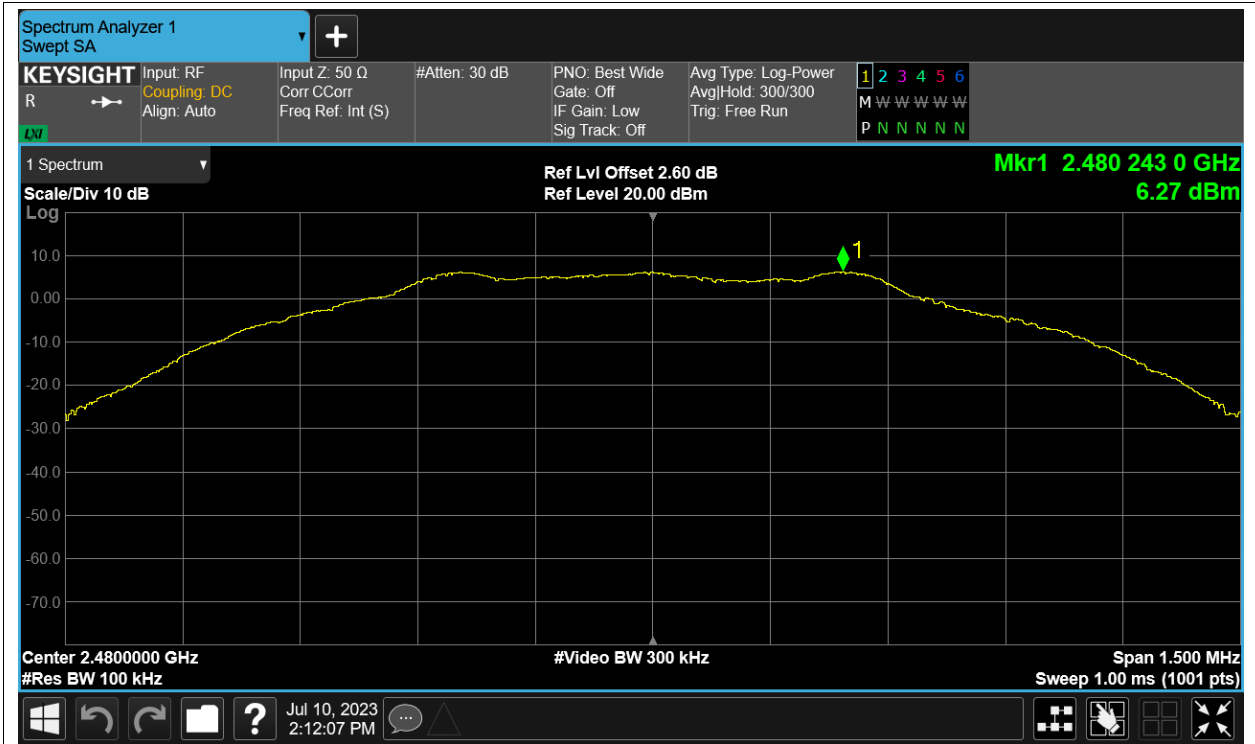 Spectrum Analyzer 1
Swept SA
KEYSIGHT
R
LXI
Input: RF
Coupling: DC
Align: Auto
Input Z: 50 Ω
Corr CCorr
Freq Ref: Int (S)
#Atten: 30 dB
PNO: Best Wide
Gate: Off
IF Gain: Low
Sig Track: Off
Avg Type: Log-Power
Avg|Hold: 300/300
Trig: Free Run
1 2 3 4 5 6
M W W W W W
P N N N N N
1 Spectrum
Scale/Div 10 dB
Log
Ref Lvl Offset 2.60 dB
Ref Level 20.00 dBm
Mkr1 2.480 243 0 GHz
6.27 dBm
1
10.0
0.00
-10.0
-20.0
-30.0
-40.0
-50.0
-60.0
-70.0
Center 2.4800000 GHz
#Video BW 300 kHz
Span 1.500 MHz
#Res BW 100 kHz
Sweep 1.00 ms (1001 pts)
?
Jul 10, 2023
2:12:07 PM